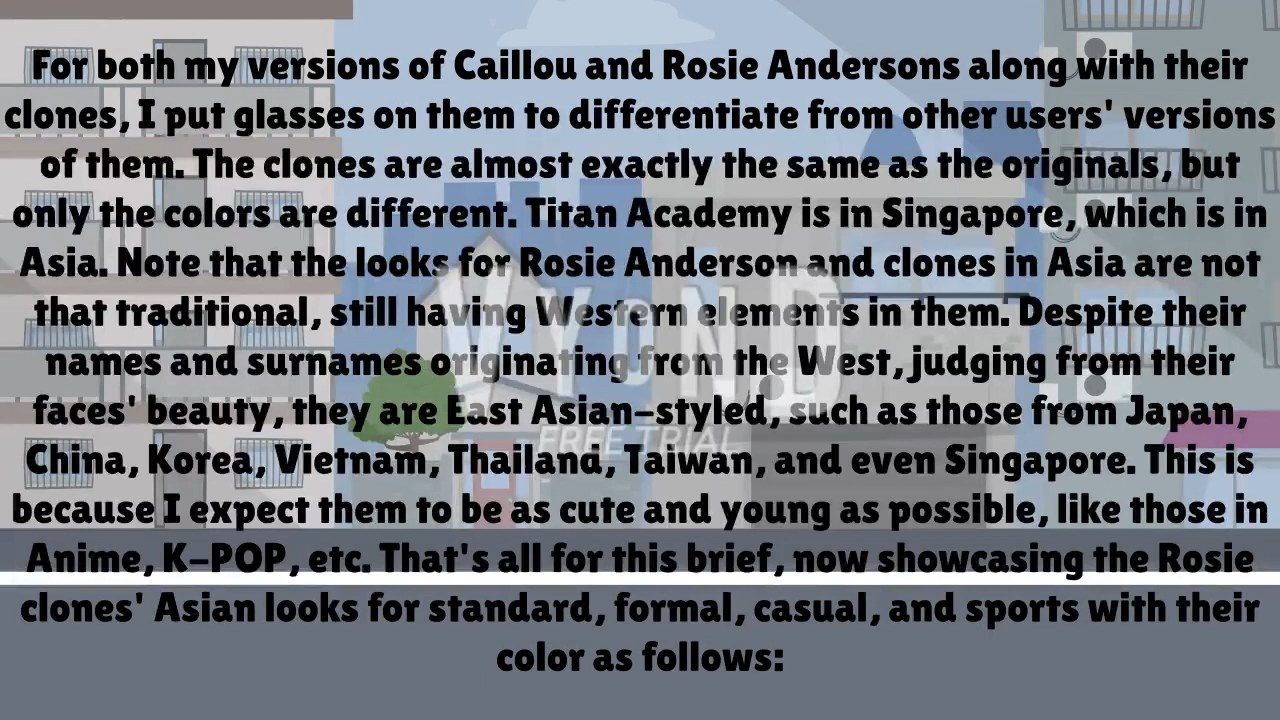 For both my versions of Caillou and Rosie Andersons along with their
clones, I put glasses on them to differentiate from other users' versions
of them. The clones are almost exactly the same as the originals, but
only the colors are different. Titan Academy is in Singapore, which is in
Asia. Note that the looks for Rosie Anderson and clones in Asia are not
that traditional, still having Western elements in them. Despite their
names and surnames originating from the West, judging from their
faces' beauty, they are East Asian-styled, such as those from Japan,
China, Korea, Vietnam, Thailand, Taiwan, and even Singapore. This is
because I expect them to be as cute and young as possible, like those in
Anime, K-POP, etc. That's all for this brief, now showcasing the Rosie
clones' Asian looks for standard, formal, casual, and sports with their
color as follows:
VYOND
FREE TRIAL